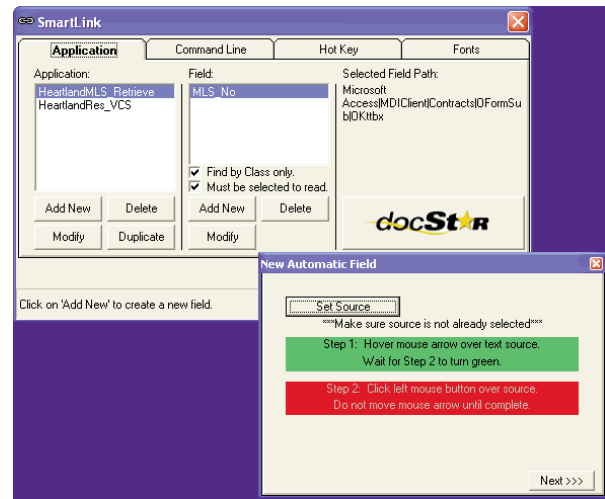 SmartLink
Application
Command Line
Hot Key
Fonts
Application:
Field:
Selected Field Path:
HeartlandMLS_Retrieve
HeartlandRes_VCS
MLS_No
Microsoft
Access|MDIClient|Contracts|OFormSu
b|OKttbx
Find by Class only.
Must be selected to read.
Add New
Delete
Add New
Delete
Modify
Duplicate
Modify
docStar
New Automatic Field
Click on 'Add New' to create a new field.
Set Source
***Make sure source is not already selected***
Step 1: Hover mouse arrow over text source.
Wait for Step 2 to turn green.
Step 2: Click left mouse button over source.
Do not move mouse arrow until complete.
Next >>>